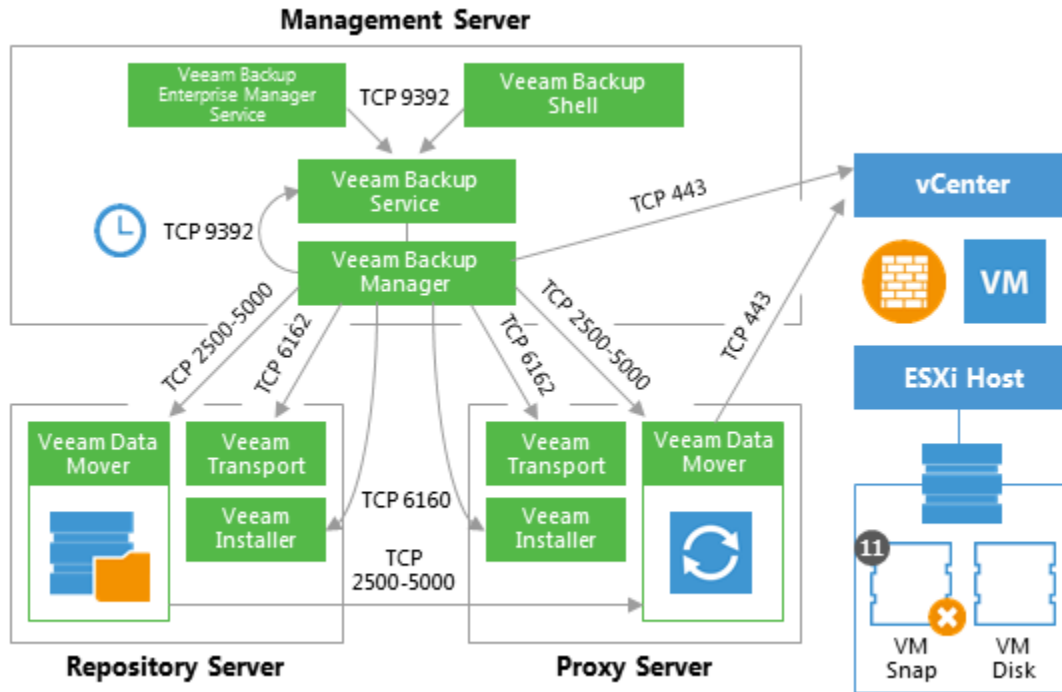 Management Server
Veeam Backup
Enterprise Manager
Service
TCP 9392
Veeam Backup
Shell
Veeam Backup
Service
TCP 9392
Veeam Backup
Manager
TCP 443
vCenter
VM
TCP 2500-5000
TCP 6162
TCP 6162
TCP 2500-5000
TCP 443
ESXi Host
Veeam Data
Mover
Veeam
Transport
Veeam
Installer
TCP 6160
TCP
2500-5000
Veeam
Transport
Veeam
Installer
Veeam Data
Mover
11
VM
Snap
VM
Disk
Repository Server
Proxy Server